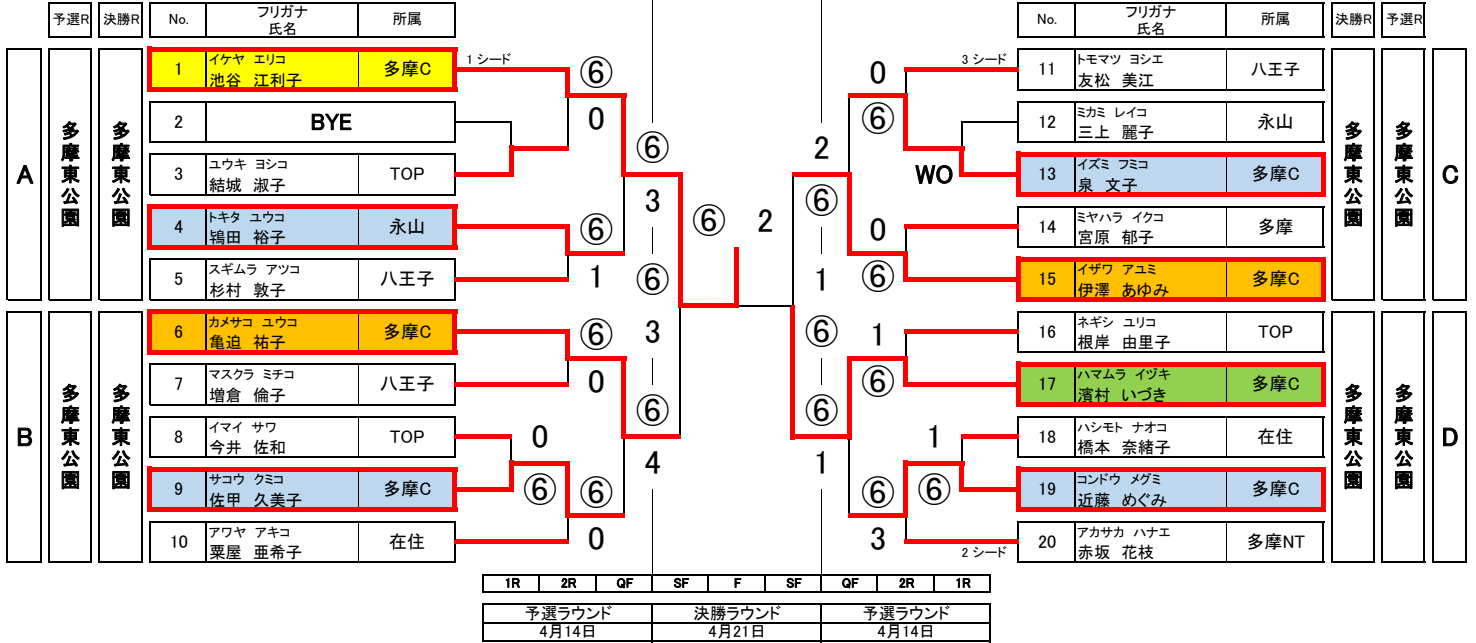 予選R 決勝R No. フリガナ 氏名 所属
A
多摩東公園
多摩東公園
1 イケヤ エリコ 池谷 江利子 多摩C
1 シード
2 BYE
3 ユウキ ヨシコ 結城 淑子 TOP
4 トキタ ユウコ 鴇田 裕子 永山
5 スギムラ アツコ 杉村 敦子 八王子
B
多摩東公園
多摩東公園
6 カメサコ ユウコ 亀迫 祐子 多摩C
7 マスクラ ミチコ 増倉 倫子 八王子
8 イマイ サワ 今井 佐和 TOP
9 サコウ クミコ 佐甲 久美子 多摩C
10 アワヤ アキコ 粟屋 亜希子 在住
⑥
0
⑥
1
⑥
0
0
⑥
⑥
0
⑥
3
⑥
3
⑥
4
⑥
2
2
⑥
1
⑥
⑥
1
0
⑥
WO
0
⑥
1
⑥
1
⑥
⑥
3
No. フリガナ 氏名 所属 決勝R 予選R
3 シード
11 トモマツ ヨシエ 友松 美江 八王子
12 ミカミ レイコ 三上 麗子 永山
13 イズミ フミコ 泉 文子 多摩C
14 ミヤハラ イクコ 宮原 郁子 多摩
15 イザワ アユミ 伊澤 あゆみ 多摩C
多摩東公園
多摩東公園
C
16 ネギシ ユリコ 根岸 由里子 TOP
17 ハマムラ イヅキ 濱村 いづき 多摩C
18 ハシモト ナオコ 橋本 奈緒子 在住
19 コンドウ メグミ 近藤 めぐみ 多摩C
2 シード
20 アカサカ ハナエ 赤坂 花枝 多摩NT
多摩東公園
多摩東公園
D
1R 2R QF SF F SF QF 2R 1R
予選ラウンド 決勝ラウンド 予選ラウンド
4月14日 4月21日 4月14日